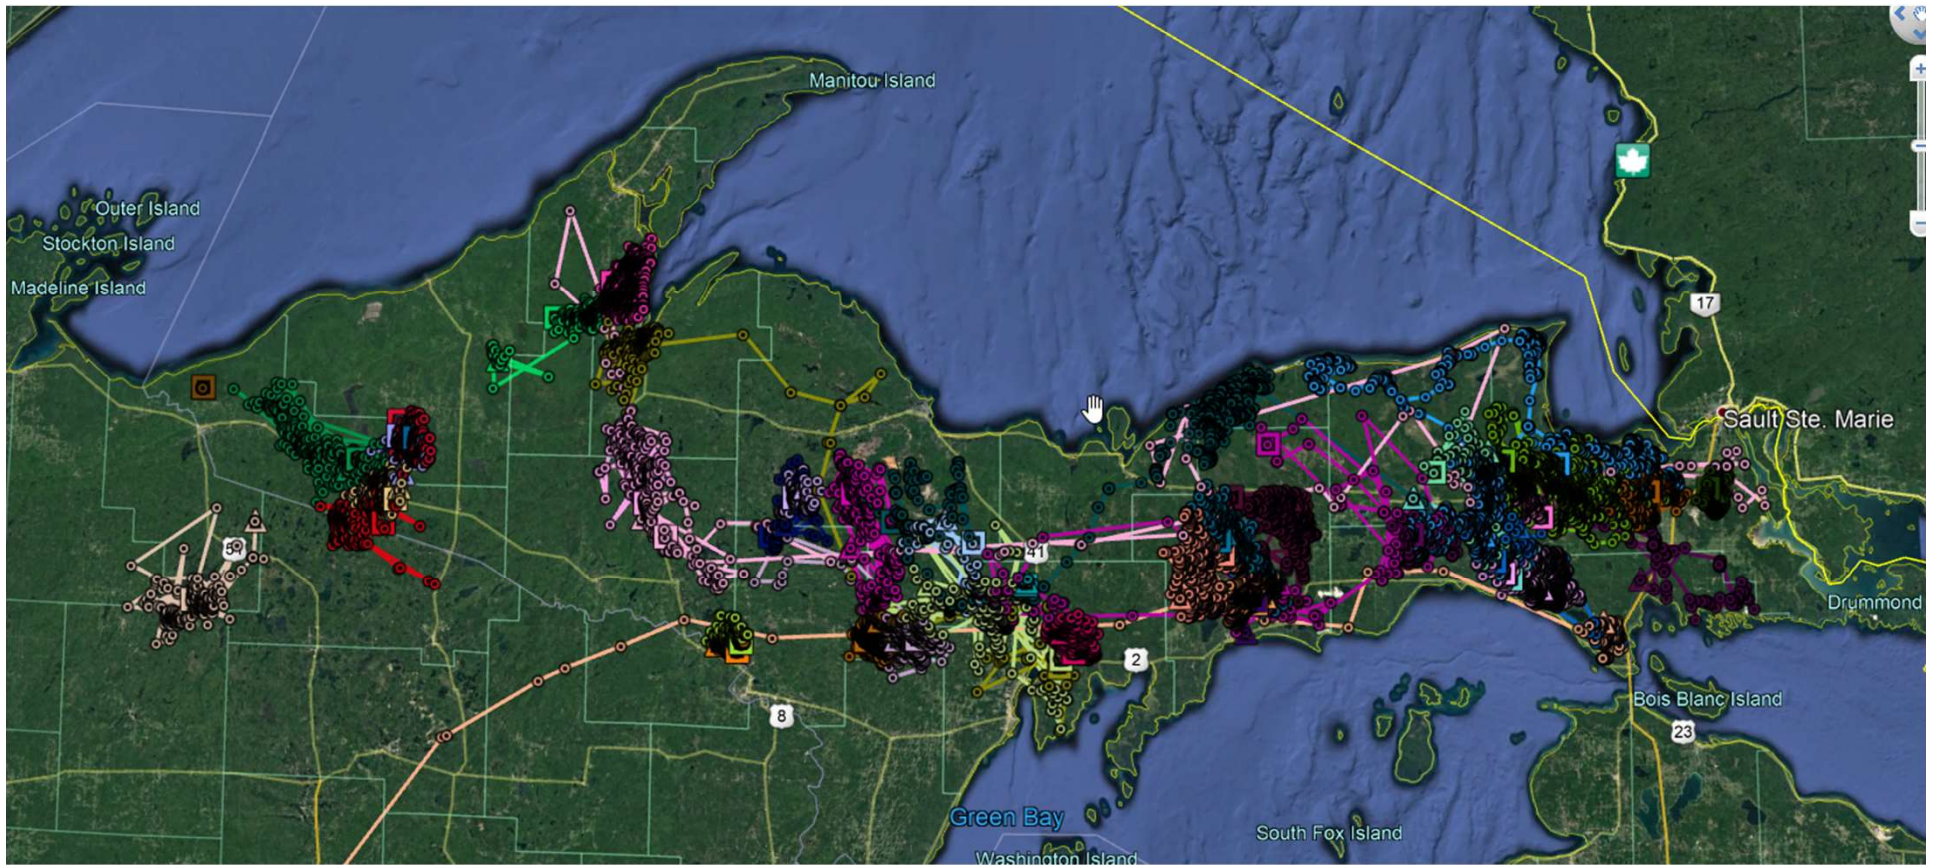 Manitou Island
Outer Island
Stockton Island
Madeline Island
17
Sault Ste. Marie
41
Drummond
2
8
Bois Blanc Island
23
Green Bay
South Fox Island
Washington Island